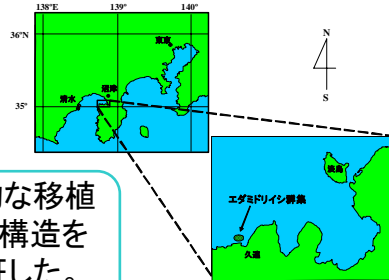 138°E 139° 140°
36°N
35°
東京
沼津
清水
N
S
淡島
エダミドリイシ群集
久連
的な移植
構造を
証した。